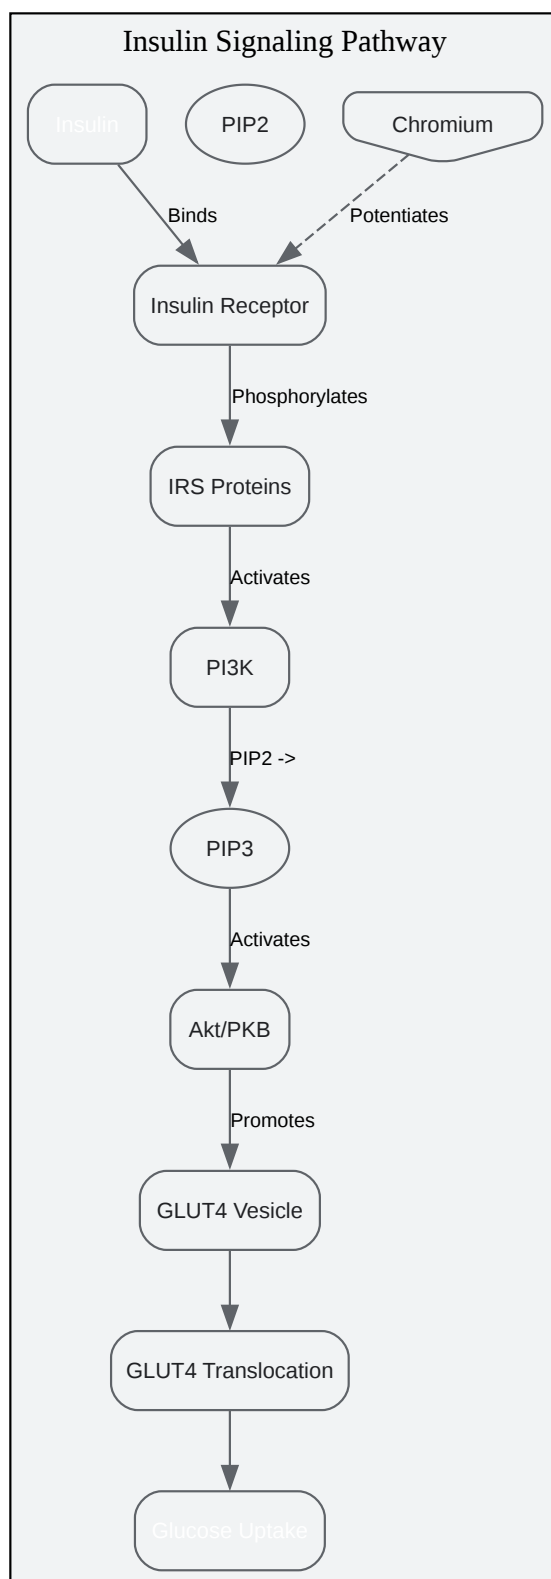 Insulin Signaling Pathway
Insulin
PIP2
Chromium
Binds
Potentiates
Insulin Receptor
Phosphorylates
IRS Proteins
Activates
PI3K
PIP2 ->
PIP3
Activates
Akt/PKB
Promotes
GLUT4 Vesicle
GLUT4 Translocation
Glucose Uptake